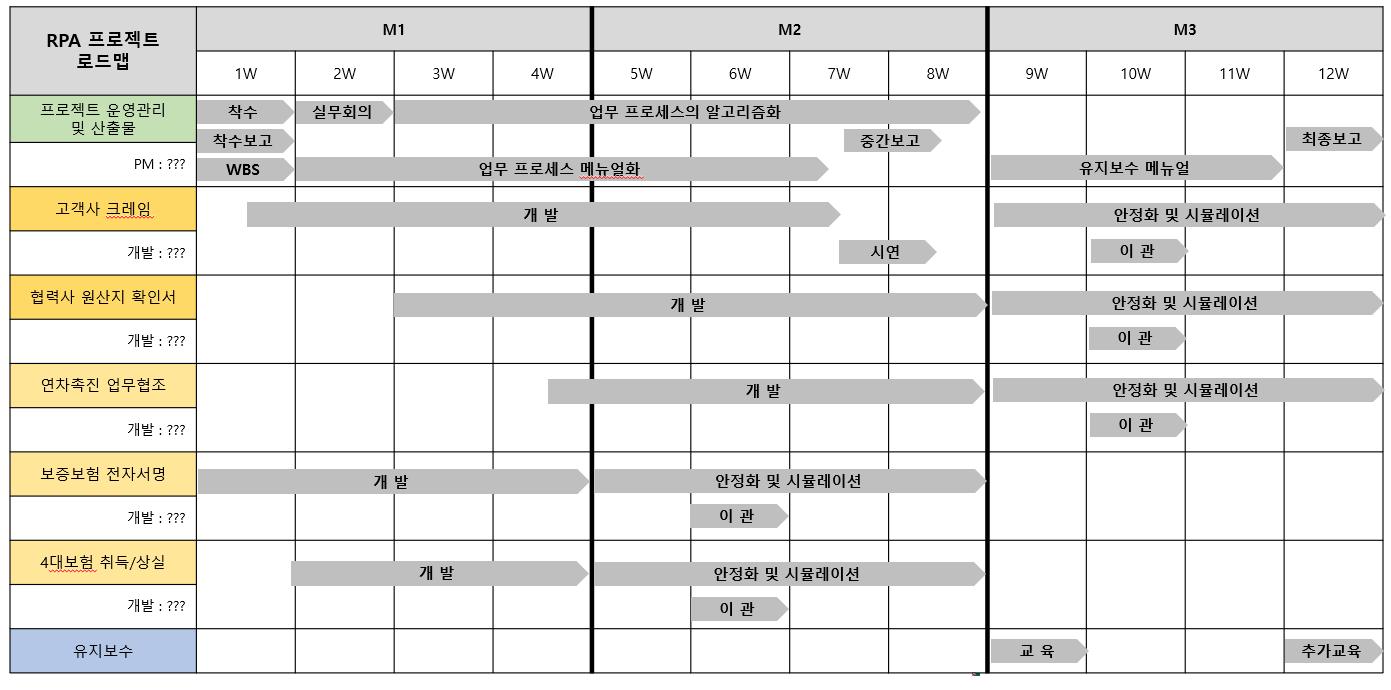 RPA 프로젝트
로드맵
M1
M2
M3
1W
2W
3W
4W
5W
6W
7W
8W
9W
10W
11W
12W
프로젝트 운영관리
및 산출물
착수
실무회의
업무 프로세스의 알고리즘화
착수보고
중간보고
최종보고
PM : ???
WBS
업무 프로세스 메뉴얼화
유지보수 메뉴얼
고객사 크레임
개 발
안정화 및 시뮬레이션
개발 : ???
시연
이 관
협력사 원산지 확인서
개 발
안정화 및 시뮬레이션
개발 : ???
이 관
연차촉진 업무협조
개 발
안정화 및 시뮬레이션
개발 : ???
이 관
보증보험 전자서명
개 발
안정화 및 시뮬레이션
개발 : ???
이 관
4대보험 취득/상실
개 발
안정화 및 시뮬레이션
개발 : ???
이 관
유지보수
교 육
추가교육